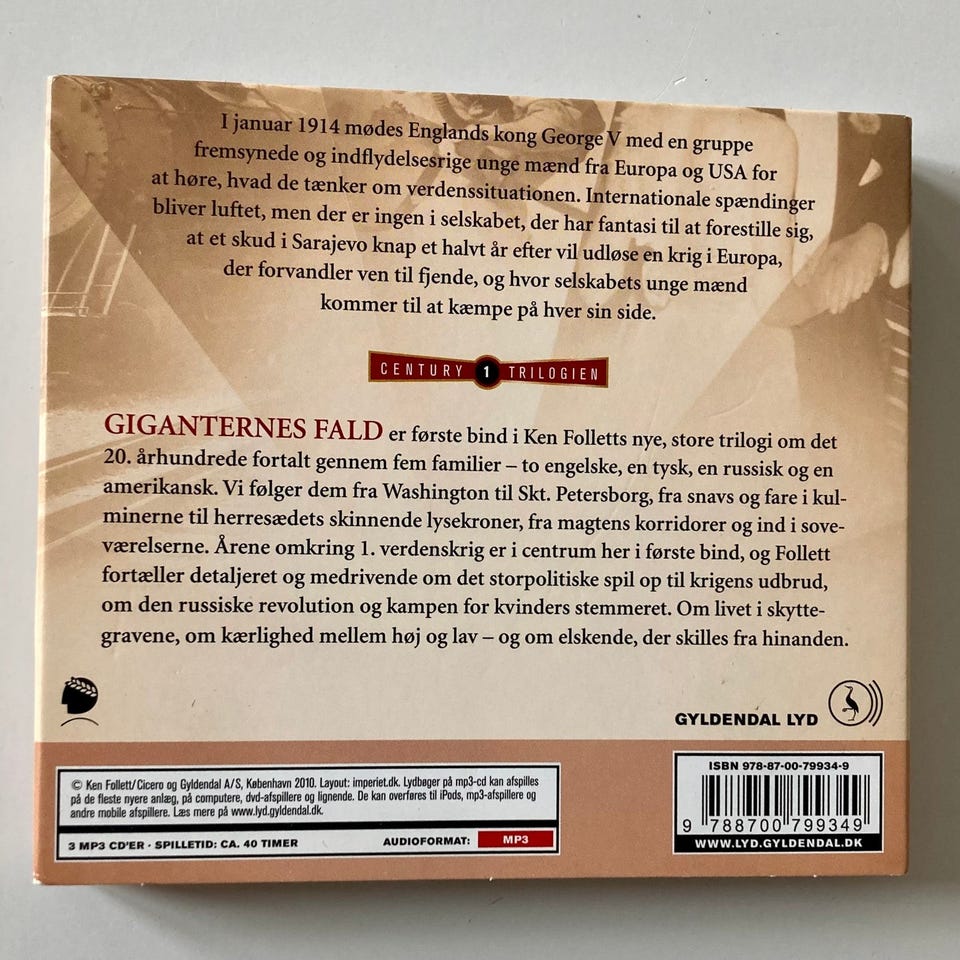 I januar 1914 mødes Englands kong George V med en gruppe
fremsynede og indflydelsesrige unge mænd fra Europa og USA for
at høre, hvad de tænker om verdenssituationen. Internationale spændinger
bliver luftet, men der er ingen i selskabet, der har fantasi til at forestille sig,
at et skud i Sarajevo knap et halvt år efter vil udløse en krig i Europa,
der forvandler ven til fjende, og hvor selskabets unge mænd
kommer til at kæmpe på hver sin side.
CENTURY 1 TRILOGIEN
GIGANTERNES FALD er første bind i Ken Folletts nye, store trilogi om det
20. århundrede fortalt gennem fem familier – to engelske, en tysk, en russisk og en
amerikansk. Vi følger dem fra Washington til Skt. Petersborg, fra snavs og fare i kul-
minerne til herresædets skinnende lysekroner, fra magtens korridorer og ind i sove-
værelserne. Årene omkring 1. verdenskrig er i centrum her i første bind, og Follett
fortæller detaljeret og medrivende om det storpolitiske spil op til krigens udbrud,
om den russiske revolution og kampen for kvinders stemmeret. Om livet i skytte-
gravene, om kærlighed mellem høj og lav – og om elskende, der skilles fra hinanden.
GYLDENDAL LYD
© Ken Follett/Cicero og Gyldendal A/S, København 2010. Layout: imperiet.dk. Lydbøger på mp3-cd kan afspilles
på de fleste nyere anlæg, på computere, dvd-afspillere og lignende. De kan overføres til iPods, mp3-afspillere og
andre mobile afspillere. Læs mere på www.lyd.gyldendal.dk.
3 MP3 CD'ER · SPILLETID: CA. 40 TIMER AUDIOFORMAT: MP3
ISBN 978-87-00-79934-9
9 788700 799349
WWW.LYD.GYLDENDAL.DK